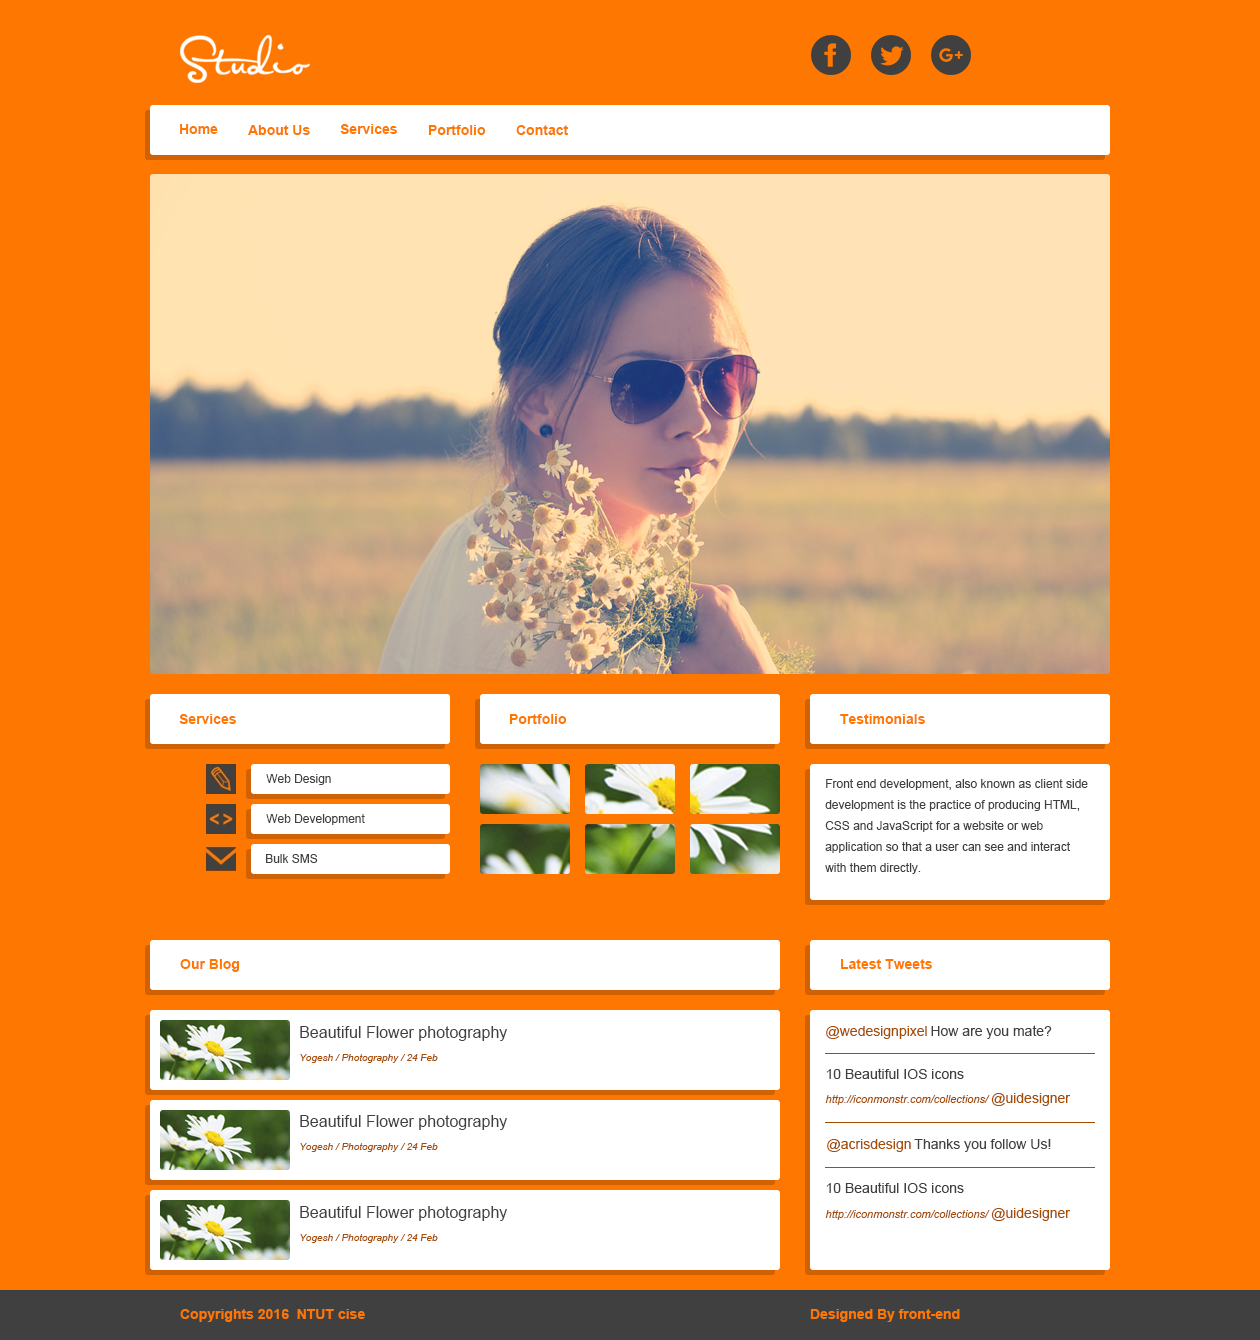 Studio
Home
About Us
Services
Portfolio
Contact
Services
Web Design
Web Development
Bulk SMS
Portfolio
Testimonials
Front end development, also known as client side
development is the practice of producing HTML,
CSS and JavaScript for a website or web
application so that a user can see and interact
with them directly.
Our Blog
Beautiful Flower photography
Yogesh / Photography / 24 Feb
Beautiful Flower photography
Yogesh / Photography / 24 Feb
Beautiful Flower photography
Yogesh / Photography / 24 Feb
Latest Tweets
@wedesignpixel How are you mate?
10 Beautiful IOS icons
http://iconmonstr.com/collections/ @uidesigner
@acrisdesign Thanks you follow Us!
10 Beautiful IOS icons
http://iconmonstr.com/collections/ @uidesigner
Copyrights 2016  NTUT cise
Designed By front-end